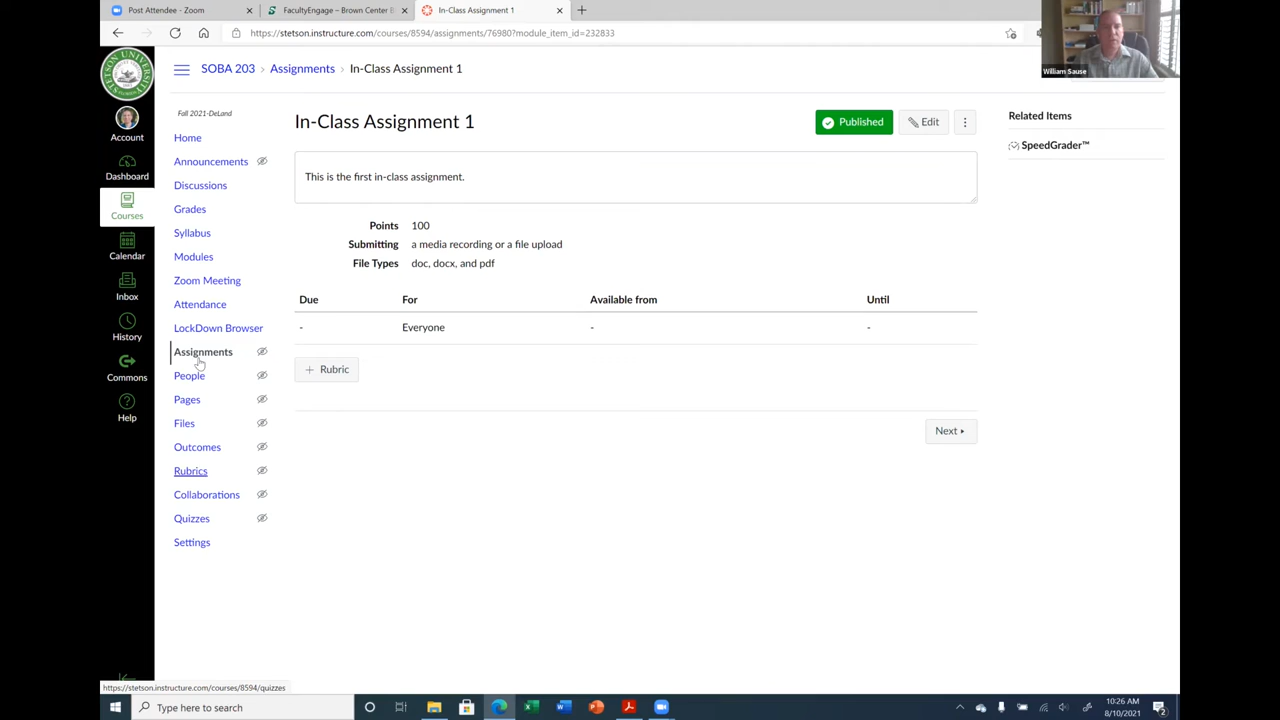 Post Attendee - Zoom
FacultyEngage – Brown Center
In-Class Assignment 1
https://stetson.instructure.com/courses/8594/assignments/76980?module_item_id=232833
William Sause
SOBA 203 > Assignments > In-Class Assignment 1
Fall 2021-DeLand
Account
Dashboard
Courses
Calendar
Inbox
History
Commons
Help
Home
Announcements
Discussions
Grades
Syllabus
Modules
Zoom Meeting
Attendance
LockDown Browser
Assignments
People
Pages
Files
Outcomes
Rubrics
Collaborations
Quizzes
Settings
In-Class Assignment 1
Published
Edit
This is the first in-class assignment.
Points 100
Submitting a media recording or a file upload
File Types doc, docx, and pdf
Due For Available from Until
- Everyone - -
+ Rubric
Next ▸
Related Items
SpeedGrader™
https://stetson.instructure.com/courses/8594/quizzes
Type here to search
10:26 AM
8/10/2021
2